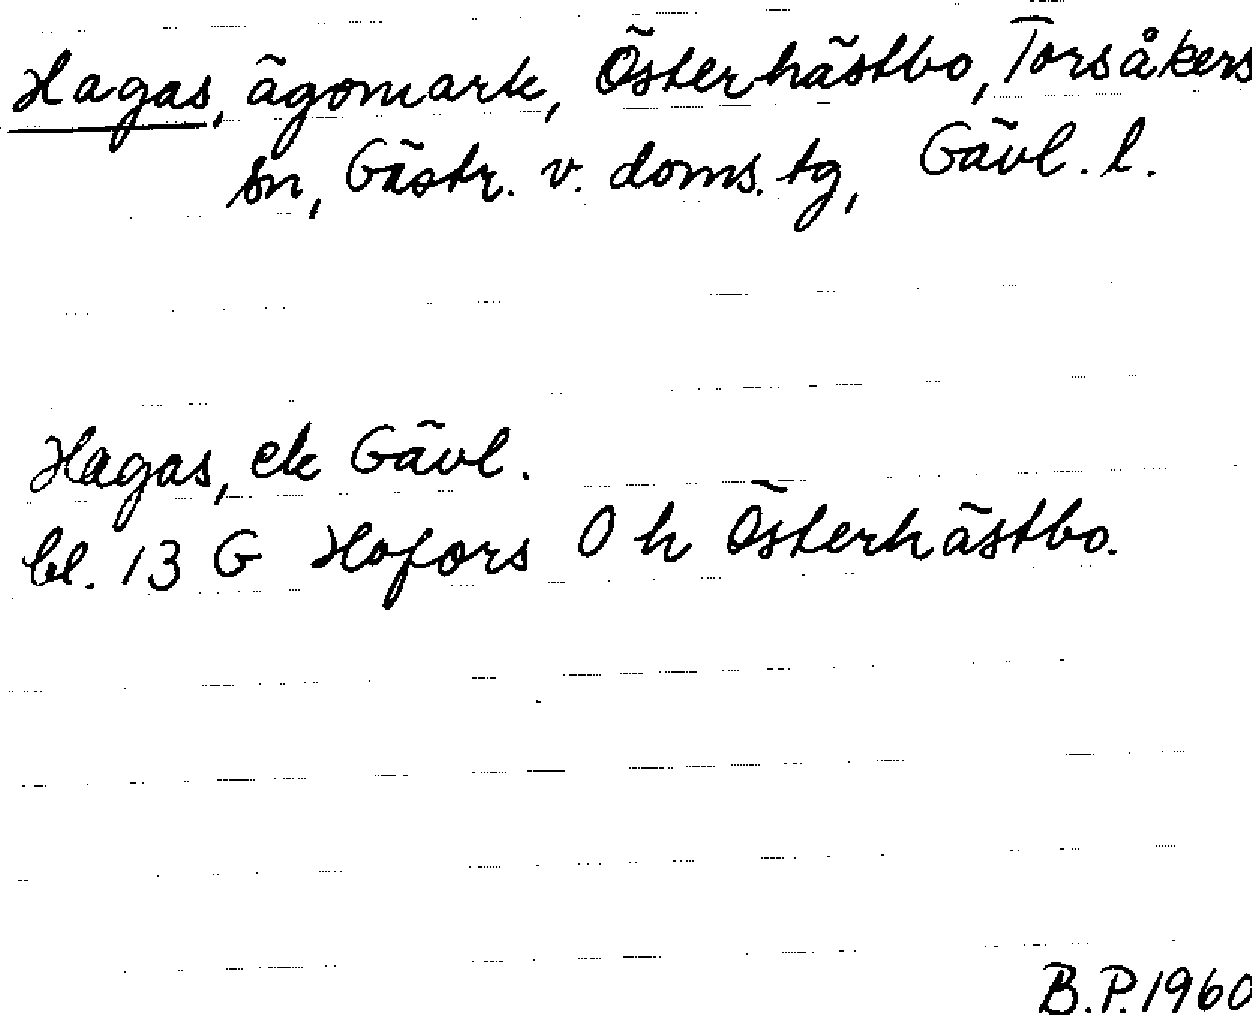 Hagas, ägomark, Österhästbo, Torsåkers
sn, Gästr. v. doms. tg, Gävl. l.
Hagas, ek Gävl.
bl. 13 G Hofors 0 h Österhästbo.
B.P. 1960